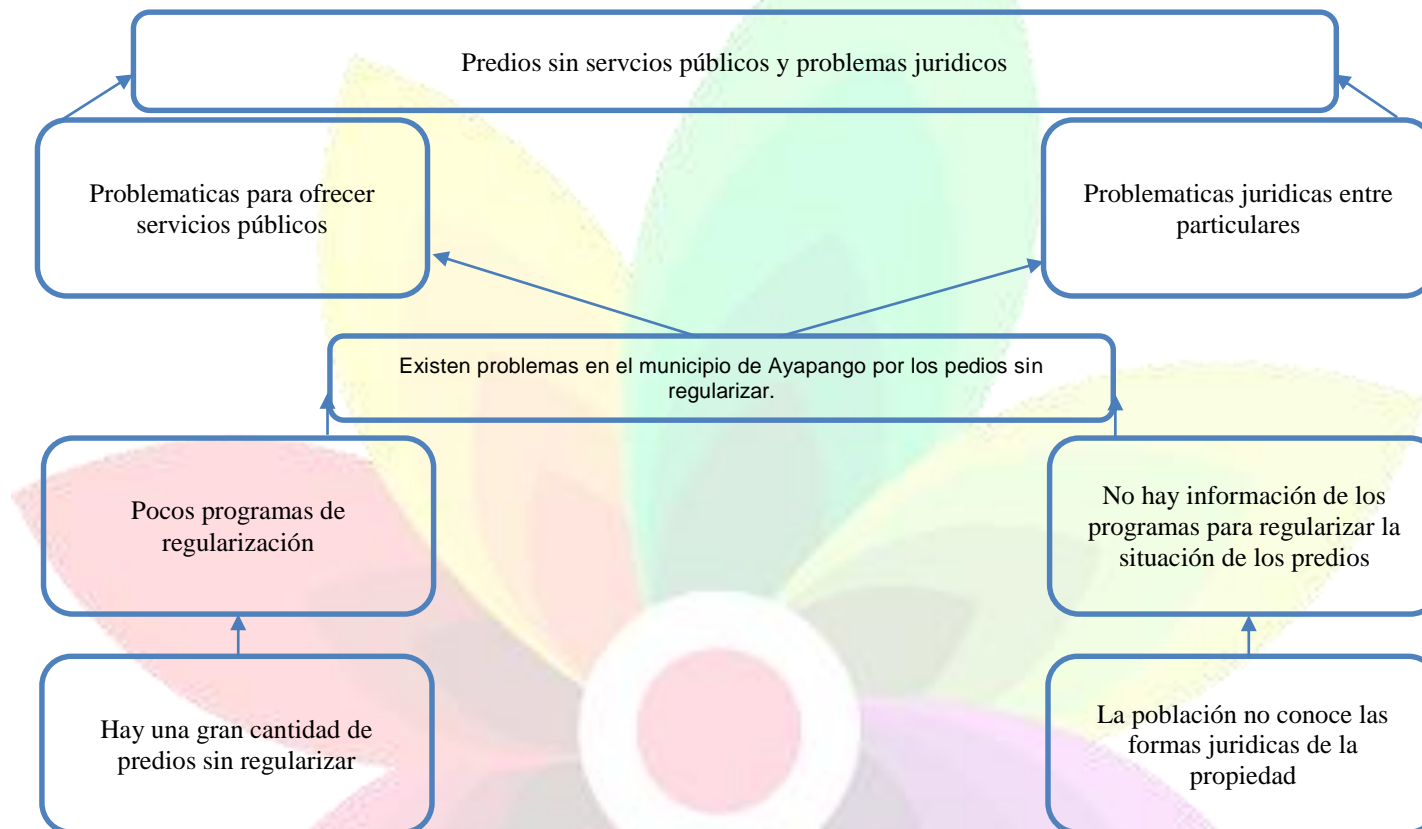 Predios sin servcios públicos y problemas juridicos
Problematicas para ofrecer
servicios públicos
Problematicas juridicas entre
particulares
Existen problemas en el municipio de Ayapango por los pedios sin
regularizar.
Pocos programas de
regularización
No hay información de los
programas para regularizar la
situación de los predios
Hay una gran cantidad de
predios sin regularizar
La población no conoce las
formas juridicas de la
propiedad